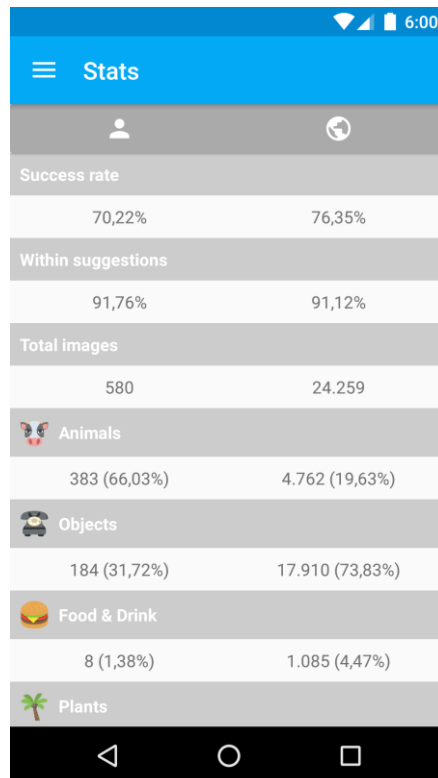 6:00
Stats
Success rate
70,22% 76,35%
Within suggestions
91,76% 91,12%
Total images
580 24.259
Animals
383 (66,03%) 4.762 (19,63%)
Objects
184 (31,72%) 17.910 (73,83%)
Food & Drink
8 (1,38%) 1.085 (4,47%)
Plants